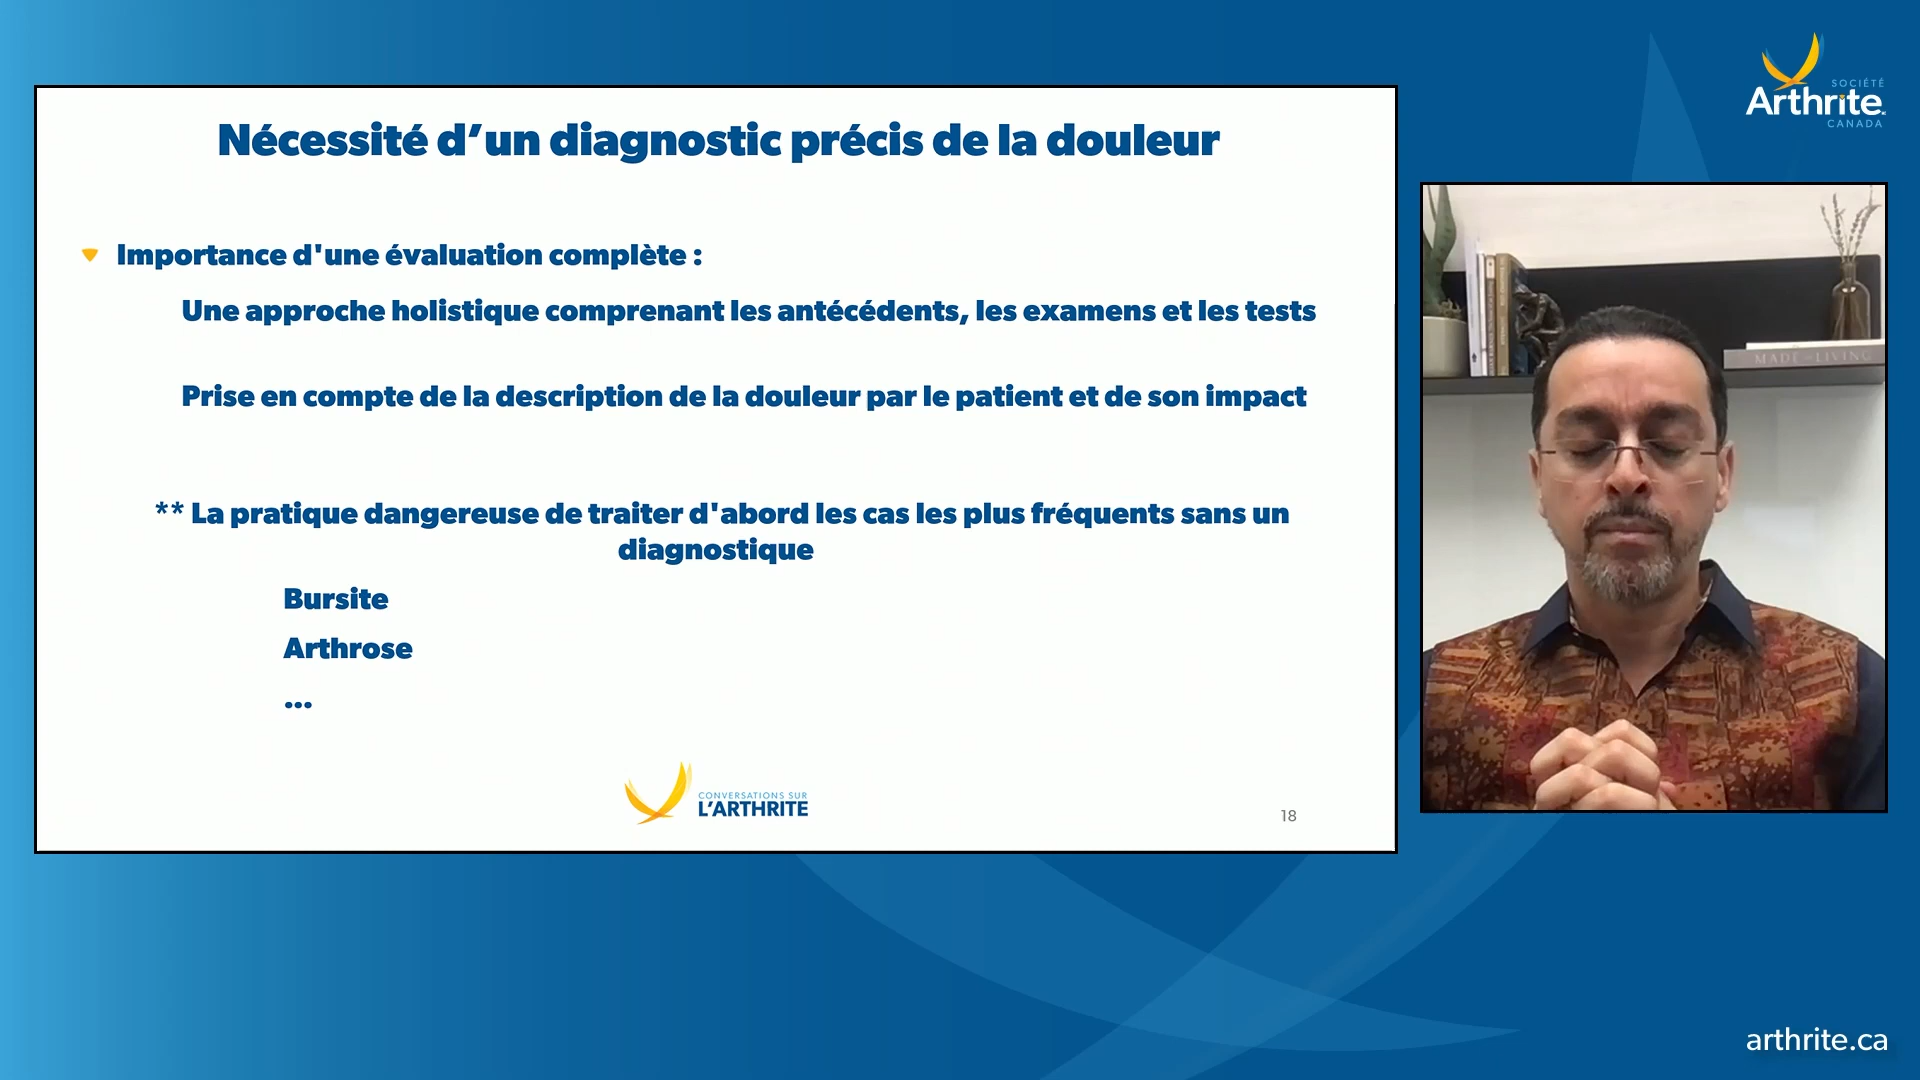 Nécessité d’un diagnostic précis de la douleur
Importance d'une évaluation complète :
Une approche holistique comprenant les antécédents, les examens et les tests
Prise en compte de la description de la douleur par le patient et de son impact
** La pratique dangereuse de traiter d'abord les cas les plus fréquents sans un
diagnostique
Bursite
Arthrose
...
CONVERSATIONS SUR
L’ARTHRITE
18
SOCIÉTÉ
Arthrite
CANADA
MADE FOR LIVING
arthrite.ca